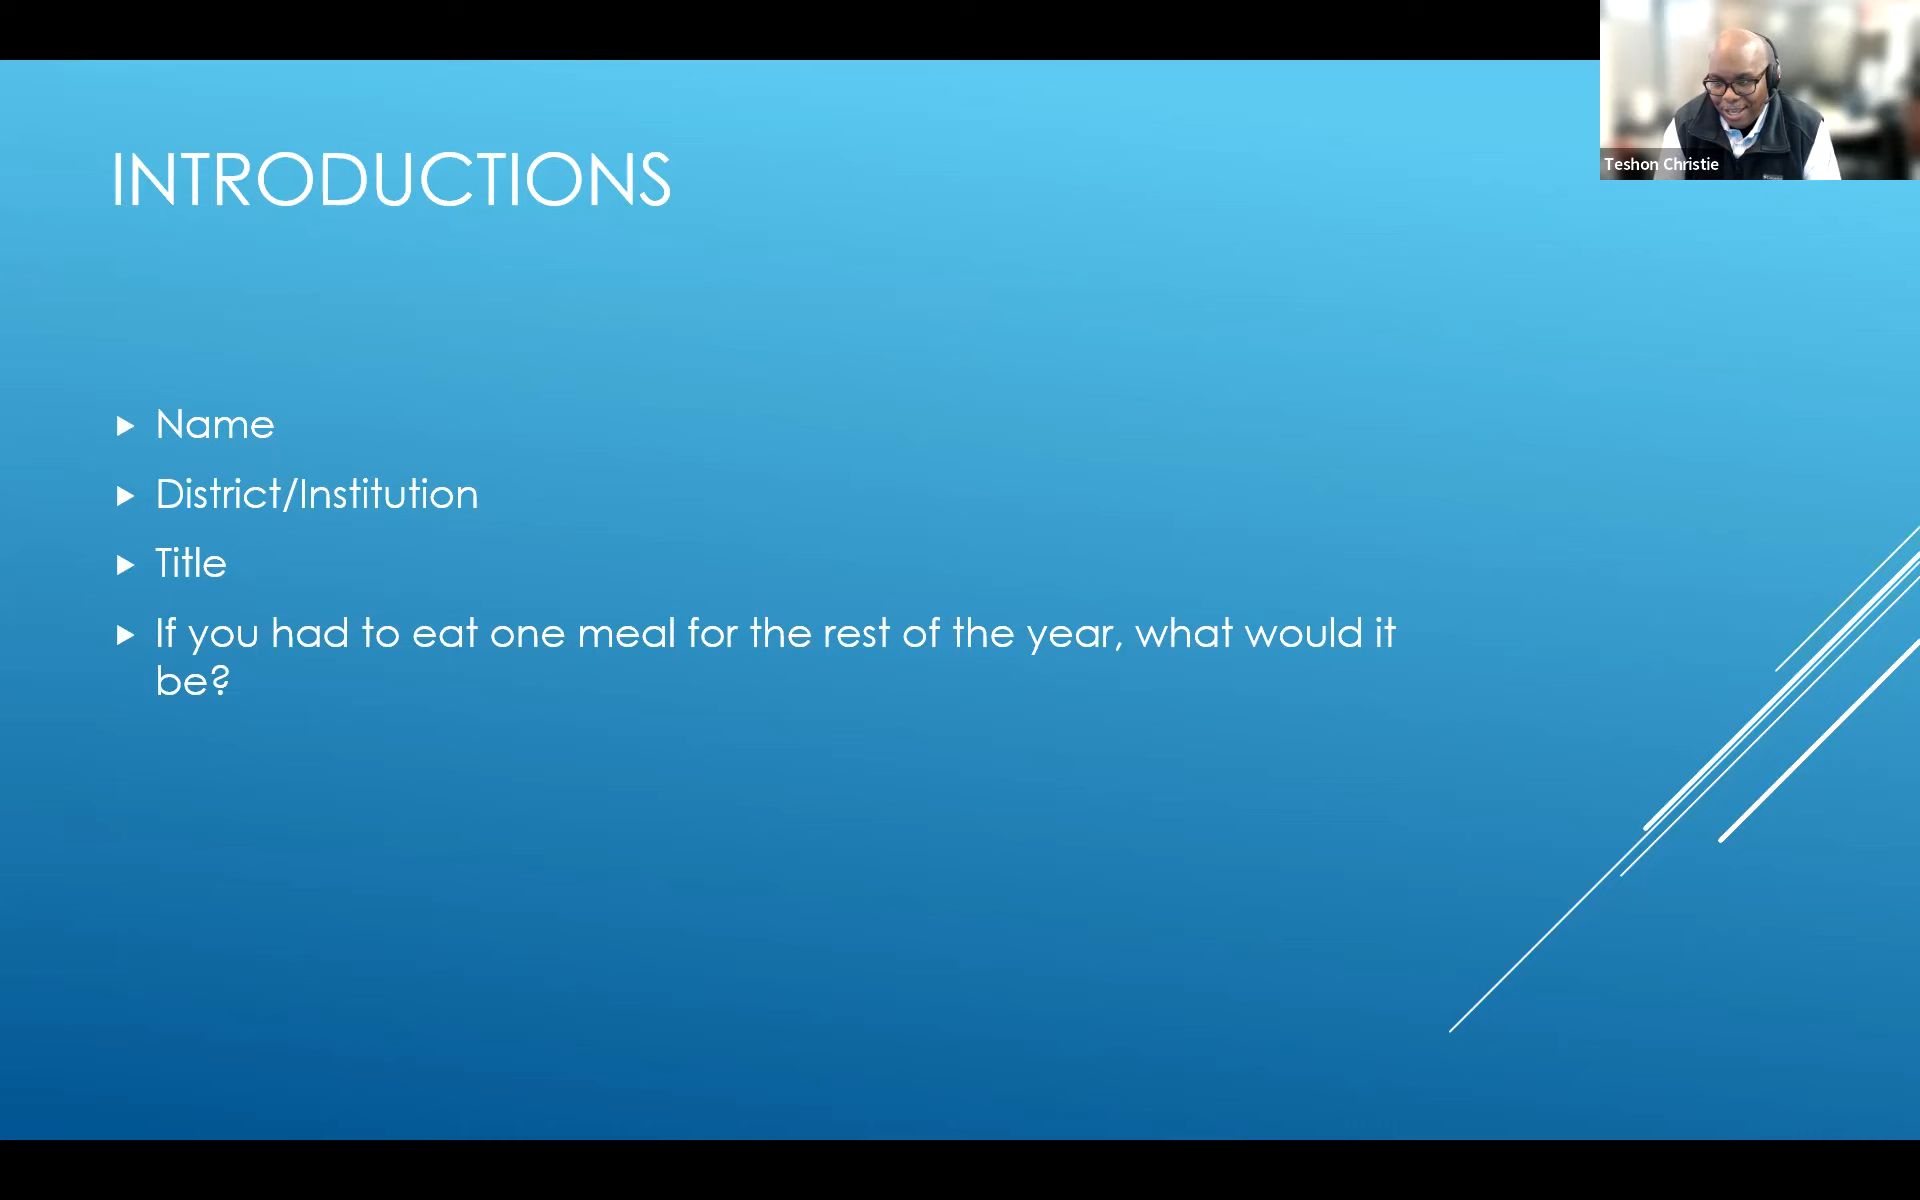 INTRODUCTIONS
Teshon Christie
Name
District/Institution
Title
If you had to eat one meal for the rest of the year, what would it
be?